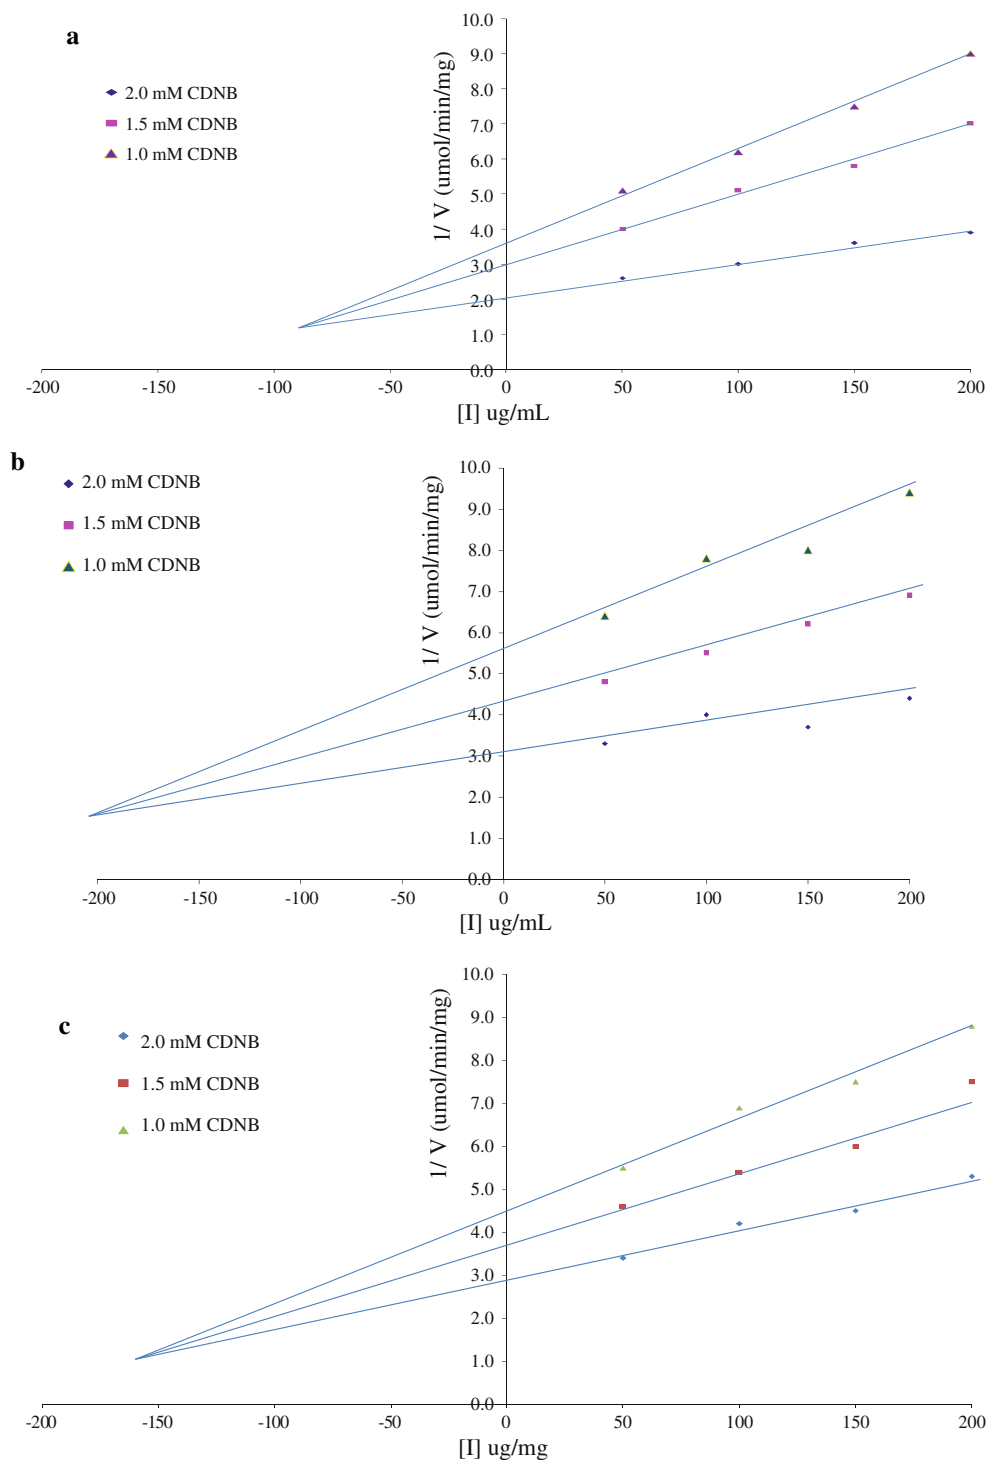 a
2.0 mM CDNB
1.5 mM CDNB
1.0 mM CDNB
1/ V (umol/min/mg)
10.0
9.0
8.0
7.0
6.0
5.0
4.0
3.0
2.0
1.0
0.0
-200 -150 -100 -50 0 50 100 150 200
[I] ug/mL
b
2.0 mM CDNB
1.5 mM CDNB
1.0 mM CDNB
1/ V (umol/min/mg)
10.0
9.0
8.0
7.0
6.0
5.0
4.0
3.0
2.0
1.0
0.0
-200 -150 -100 -50 0 50 100 150 200
[I] ug/mL
c
2.0 mM CDNB
1.5 mM CDNB
1.0 mM CDNB
1/ V (umol/min/mg)
10.0
9.0
8.0
7.0
6.0
5.0
4.0
3.0
2.0
1.0
0.0
-200 -150 -100 -50 0 50 100 150 200
[I] ug/mg